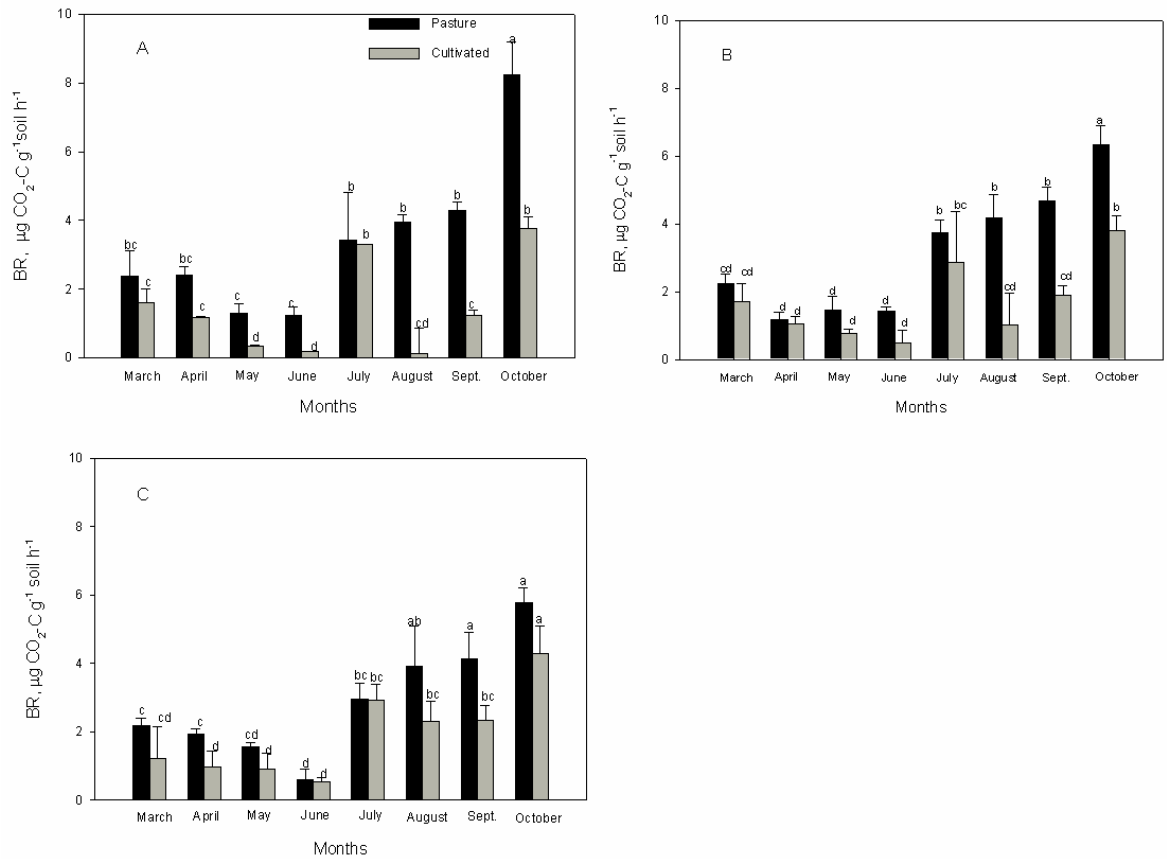 10
8
6
4
2
0
BR, µg CO2-C g-1soil h-1
A
Pasture
Cultivated
bc
c
bc
c
c
d
c
d
b
b
b
cd
b
c
a
b
March April May June July August Sept. October
Months
10
8
6
4
2
0
BR, µg CO2-C g-1soil h-1
B
cd
cd
d
d
d
d
d
d
b
bc
b
cd
b
cd
a
b
March April May June July August Sept. October
Months
10
8
6
4
2
0
BR, µg CO2-C g-1 soil h-1
C
c
cd
c
d
cd
d
d
d
bc
bc
ab
bc
a
bc
a
a
March April May June July August Sept. October
Months